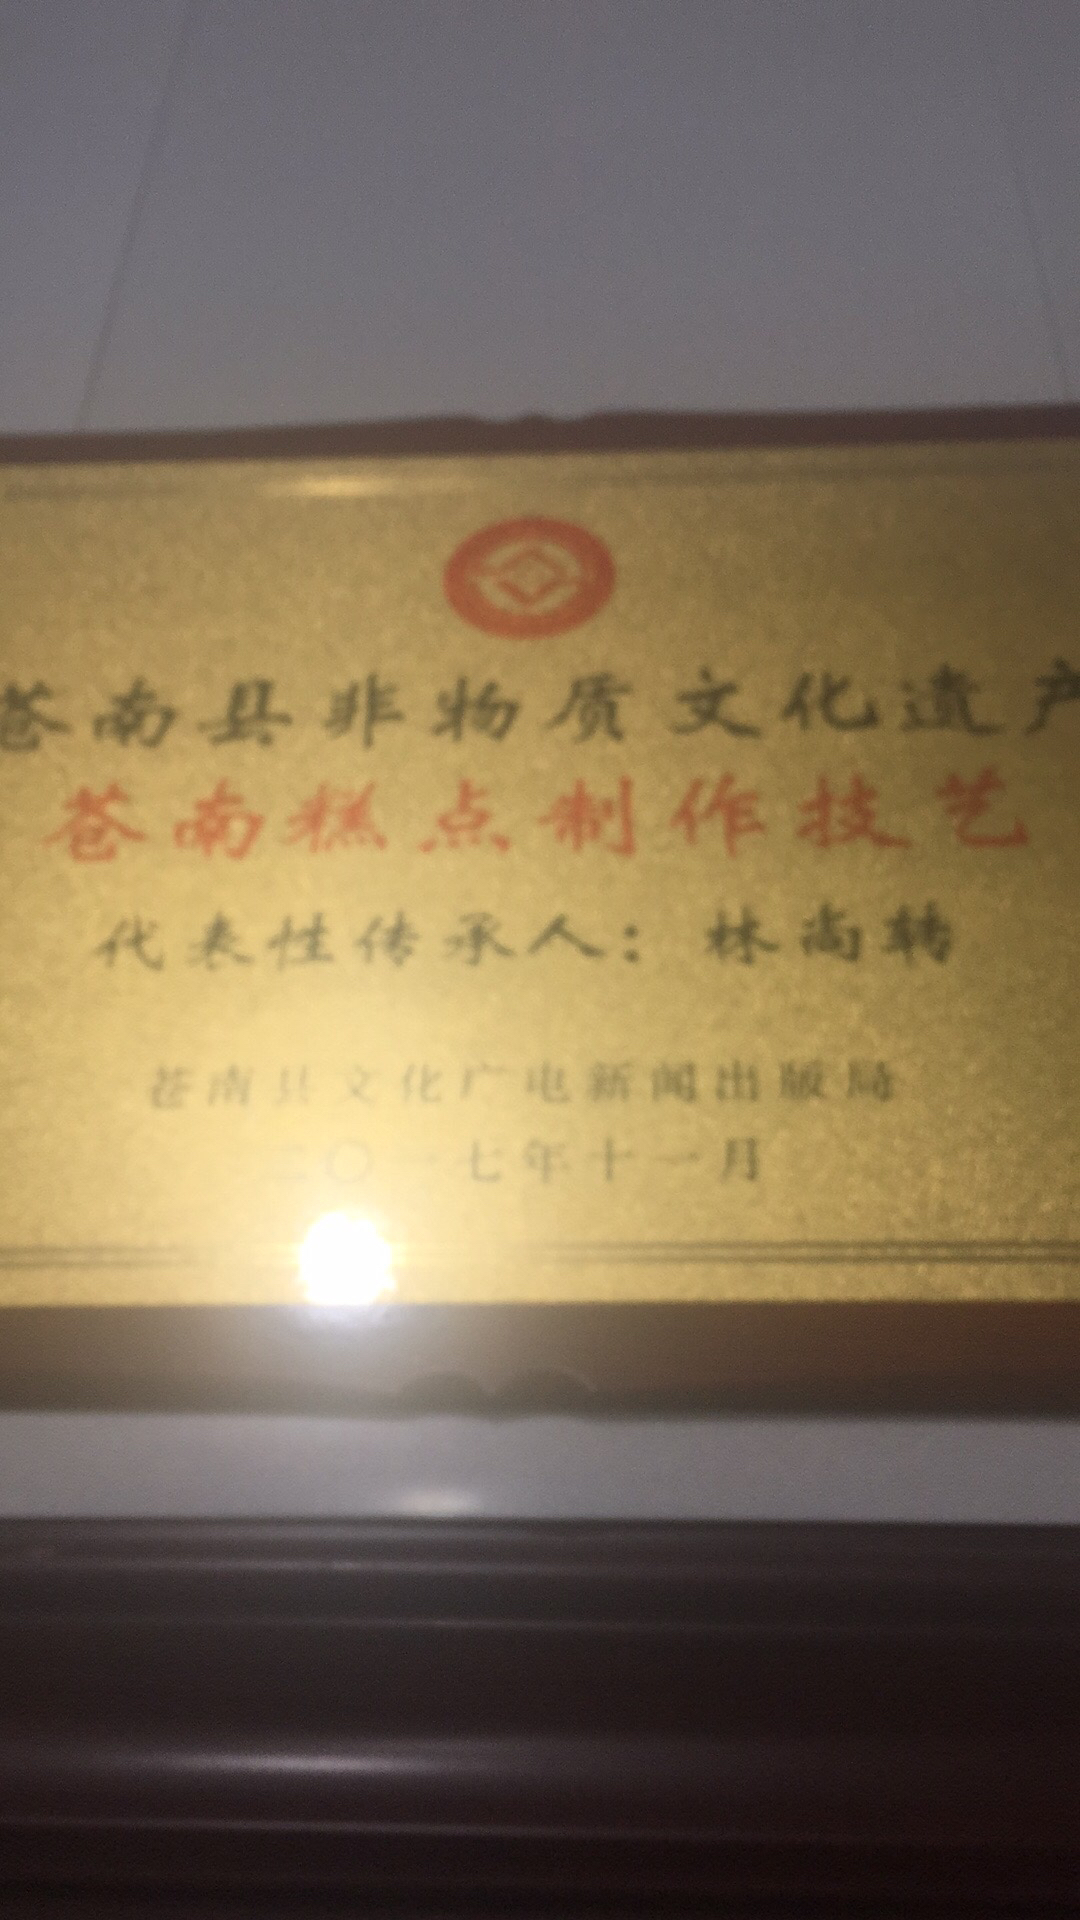 苍南县非物质文化遗产
苍南糕点制作技艺
代表性传承人：林尚转
苍南县文化广电新闻出版局
二〇一七年十一月